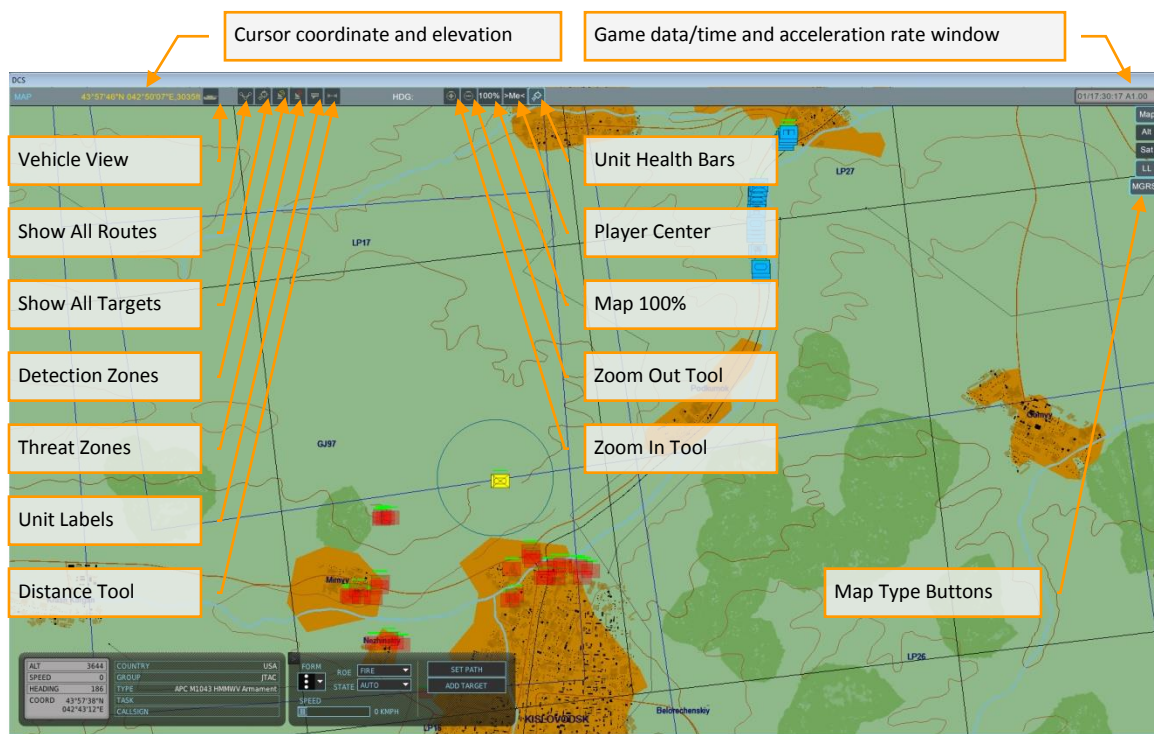 Cursor coordinate and elevation
Game data/time and acceleration rate window
DCS
MAP 43°57'46"N 042°50'07"E,3035ft HDG: 100% >Me< 01/17:30:17 A1.00
Map
Alt
Sat
LL
MGRS
Vehicle View
Unit Health Bars
LP27
Show All Routes
Player Center
LP17
Show All Targets
Map 100%
Detection Zones
Zoom Out Tool
Threat Zones
Zoom In Tool
GJ97
Unit Labels
Distance Tool
Map Type Buttons
Mirnyy
Nezhinskiy
LP26
ALT 3644
SPEED 0
HEADING 186
COORD 43°57'38"N
042°43'12"E
COUNTRY USA
GROUP JTAC
TYPE APC M1043 HMMWV Armament
TASK
CALLSIGN
FORM
ROE FIRE
STATE AUTO
SPEED
0 KMPH
SET PATH
ADD TARGET
LP16
KISLOVODSK
Belorechenskiy